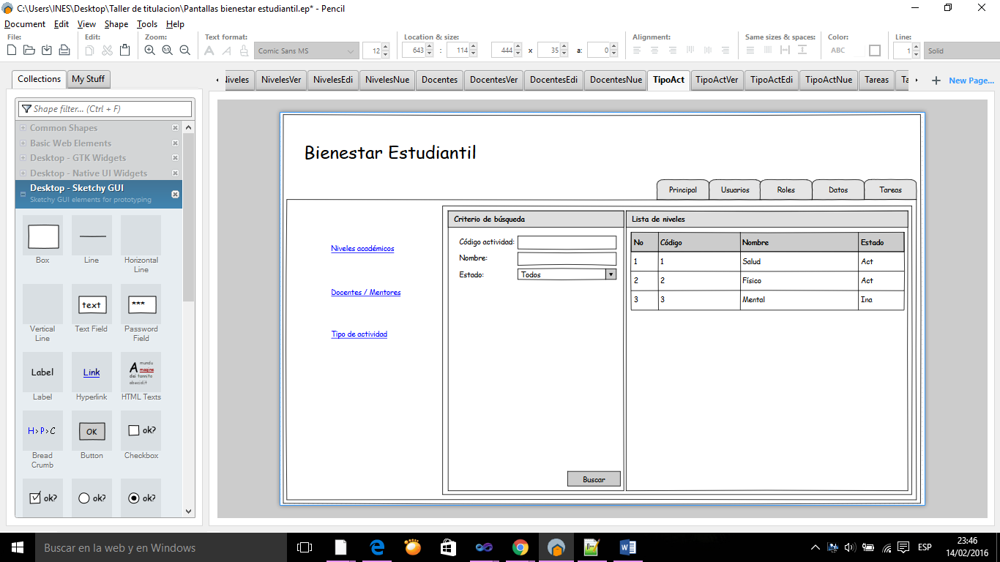 C:\Users\INES\Desktop\Taller de titulacion\Pantallas bienestar estudiantil.ep* - Pencil
Document Edit View Shape Tools Help
File: Edit: Zoom: Text format: Location & size: Alignment: Same sizes & spaces: Color: Line:
Comic Sans MS 12 643 : 114 444 x 35 a: 0 ABC 1 Solid
Collections My Stuff
Niveles NivelesVer NivelesEdi NivelesNue Docentes DocentesVer DocentesEdi DocentesNue TipoAct TipoActVer TipoActEdi TipoActNue Tareas Ta New Page...
Shape filter... (Ctrl + F)
Common Shapes
Basic Web Elements
Desktop - GTK Widgets
Desktop - Native UI Widgets
Desktop - Sketchy GUI
Sketchy GUI elements for prototyping
Box Line Horizontal Line
text ***
Vertical Line Text Field Password Field
Label Link A mundu magine dei tannito abucidit
Label Hyperlink HTML Texts
H>P>C OK ok?
Bread Crumb Button Checkbox
ok? ok? ok?
Bienestar Estudiantil
Principal Usuarios Roles Datos Tareas
Niveles académicos
Docentes / Mentores
Tipo de actividad
Criterio de búsqueda
Código actividad:
Nombre:
Estado: Todos
Buscar
Lista de niveles
No Código Nombre Estado
1 1 Salud Act
2 2 Físico Act
3 3 Mental Ina
Buscar en la web y en Windows
ESP
23:46
14/02/2016